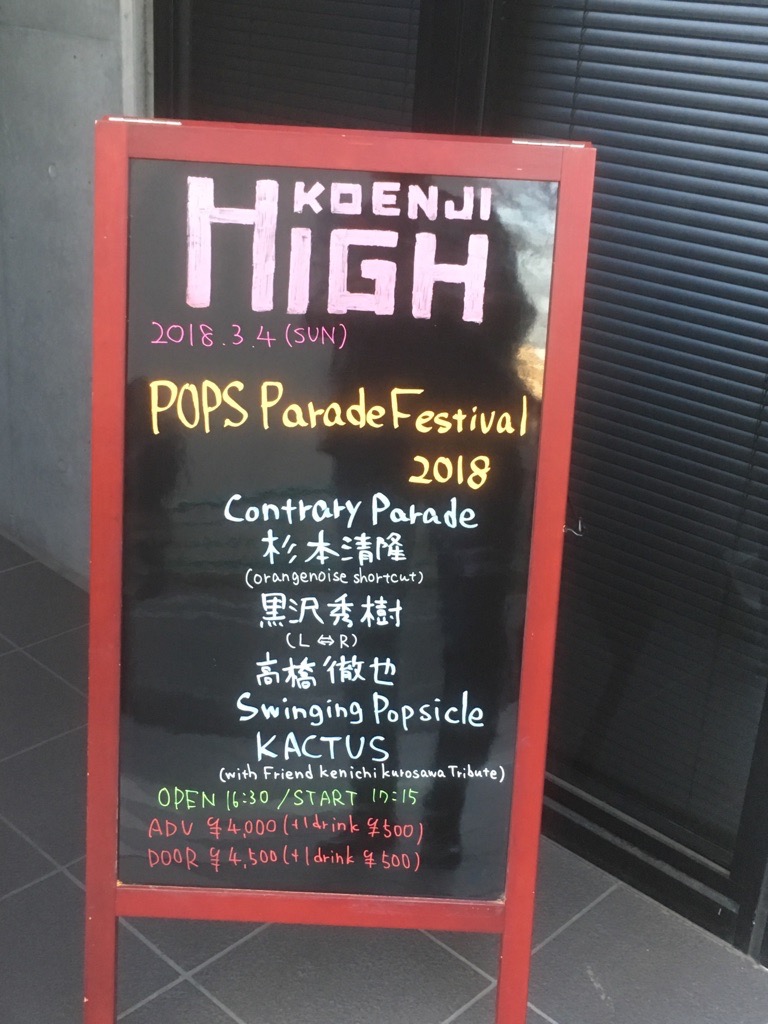 KOENJI
HIGH
2018.3.4 (SUN)
POPS Parade Festival
2018
Contrary Parade
杉本清隆
(orangenoise shortcut)
黒沢秀樹
(L⇔R)
高橋徹也
Swinging Popsicle
KACTUS
(with Friend kenichi kurosawa Tribute)
OPEN 16:30 / START 17:15
ADV ¥4,000 (+1drink ¥500)
DOOR ¥4,500 (+1drink ¥500)